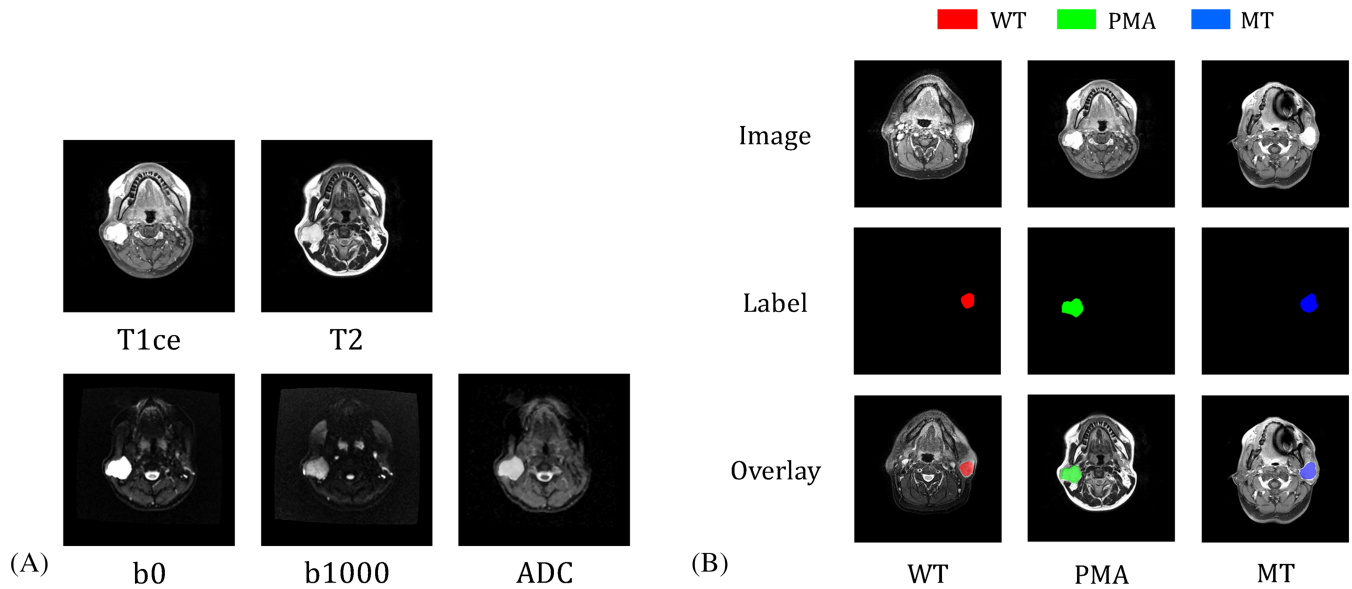 T1ce T2
b0 b1000 ADC
(A)
WT PMA MT
Image
Label
Overlay
WT PMA MT
(B)